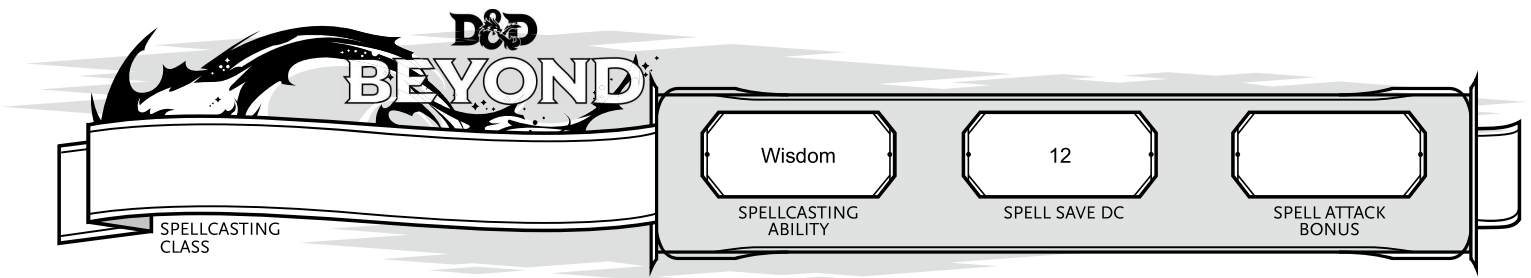 D&D
BEYOND
Wisdom
12
SPELLCASTING
ABILITY
SPELL SAVE DC
SPELL ATTACK
BONUS
SPELLCASTING
CLASS